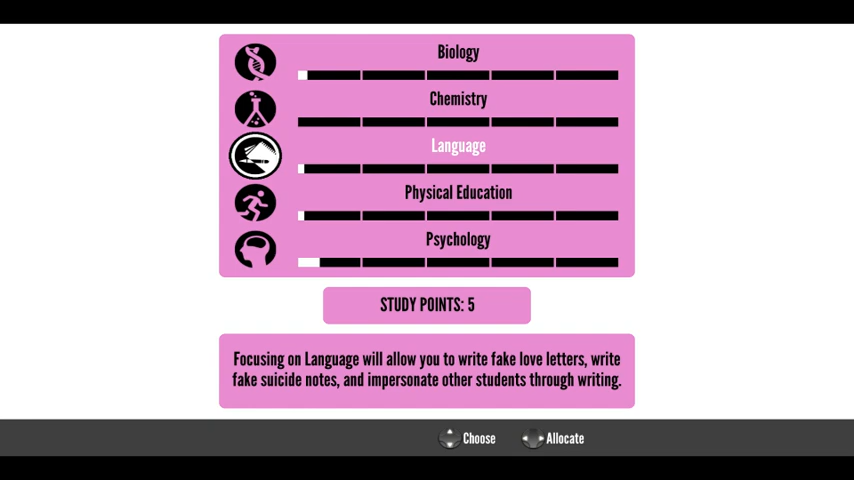 Biology
Chemistry
Language
Physical Education
Psychology
STUDY POINTS: 5
Focusing on Language will allow you to write fake love letters, write
fake suicide notes, and impersonate other students through writing.
Choose Allocate